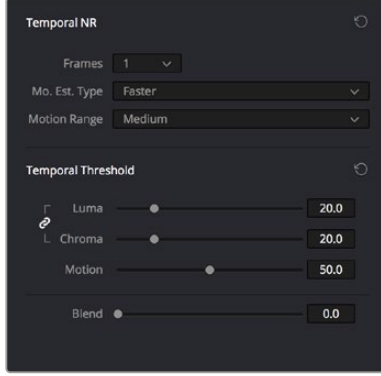 Temporal NR
Frames 1
Mo. Est. Type Faster
Motion Range Medium
Temporal Threshold
Luma 20.0
Chroma 20.0
Motion 50.0
Blend 0.0